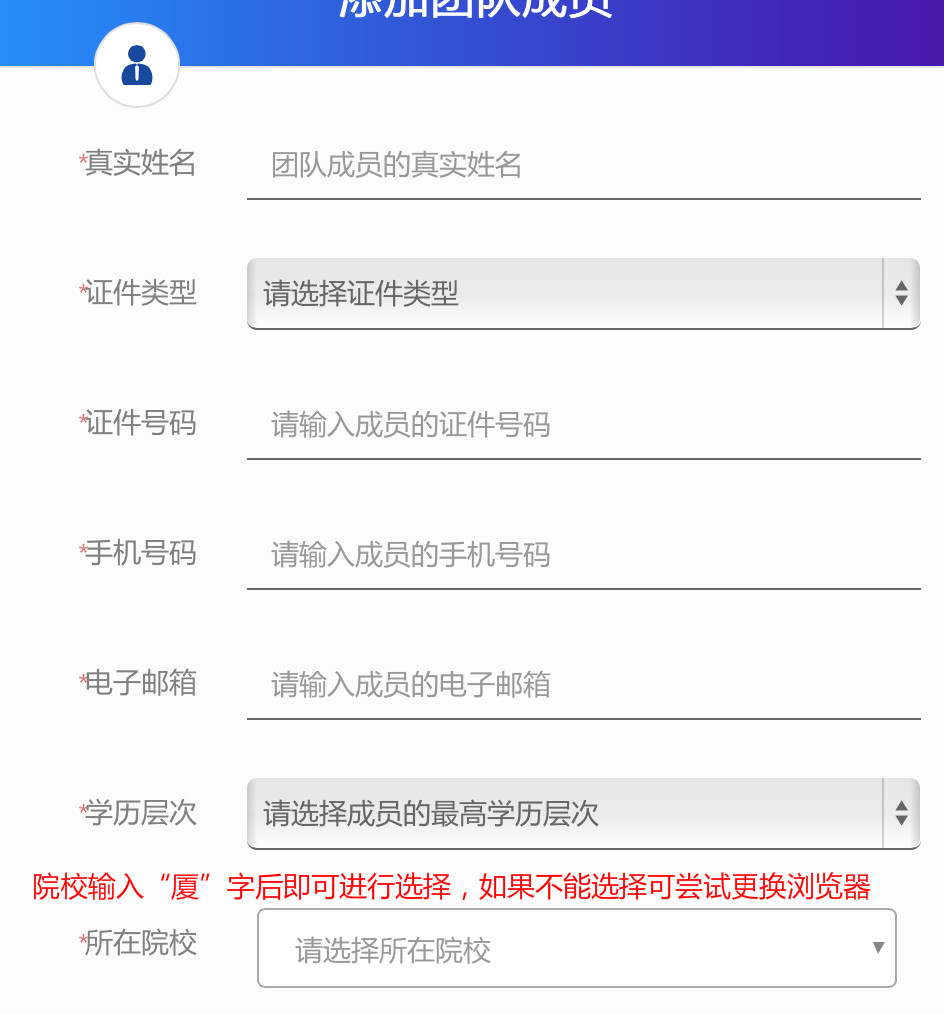 添加团队成员
*真实姓名 团队成员的真实姓名
*证件类型 请选择证件类型
*证件号码 请输入成员的证件号码
*手机号码 请输入成员的手机号码
*电子邮箱 请输入成员的电子邮箱
*学历层次 请选择成员的最高学历层次
院校输入“厦”字后即可进行选择，如果不能选择可尝试更换浏览器
*所在院校 请选择所在院校